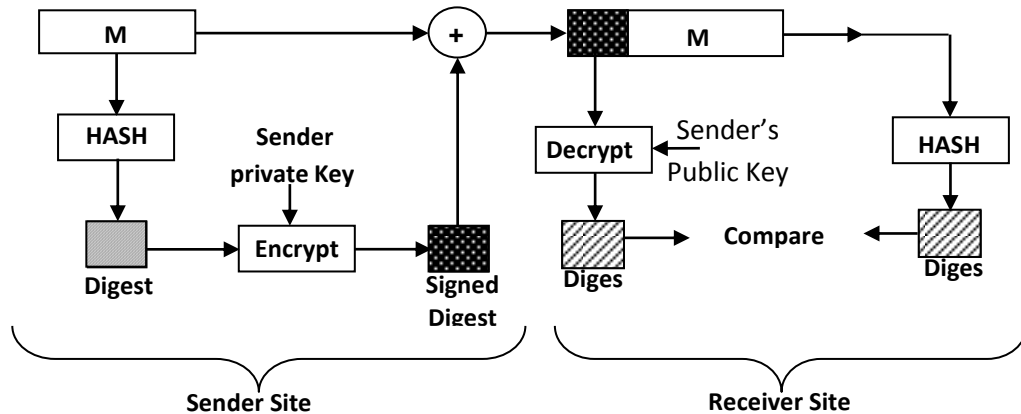 M
+
M
HASH
Sender
private Key
Decrypt
Sender's
Public Key
HASH
Encrypt
Compare
Digest
Signed
Digest
Diges
Diges
Sender Site
Receiver Site